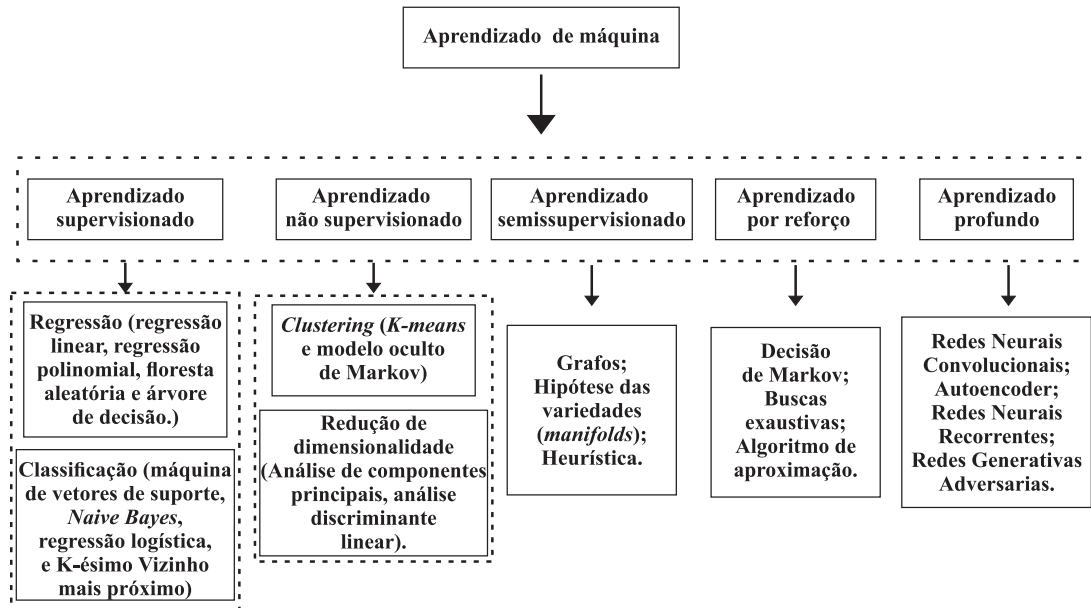 Aprendizado de máquina
Aprendizado
supervisionado
Aprendizado
não supervisionado
Aprendizado
semissupervisionado
Aprendizado
por reforço
Aprendizado
profundo
Regressão (regressão
linear, regressão
polinomial, floresta
aleatória e árvore
de decisão.)
Classificação (máquina
de vetores de suporte,
Naive Bayes,
regressão logística,
e K-ésimo Vizinho
mais próximo)
Clustering (K-means
e modelo oculto
de Markov)
Redução de
dimensionalidade
(Análise de componentes
principais, análise
discriminante
linear).
Grafos;
Hipótese das
variedades
(manifolds);
Heurística.
Decisão
de Markov;
Buscas
exaustivas;
Algoritmo de
aproximação.
Redes Neurais
Convolucionais;
Autoencoder;
Redes Neurais
Recorrentes;
Redes Generativas
Adversarias.